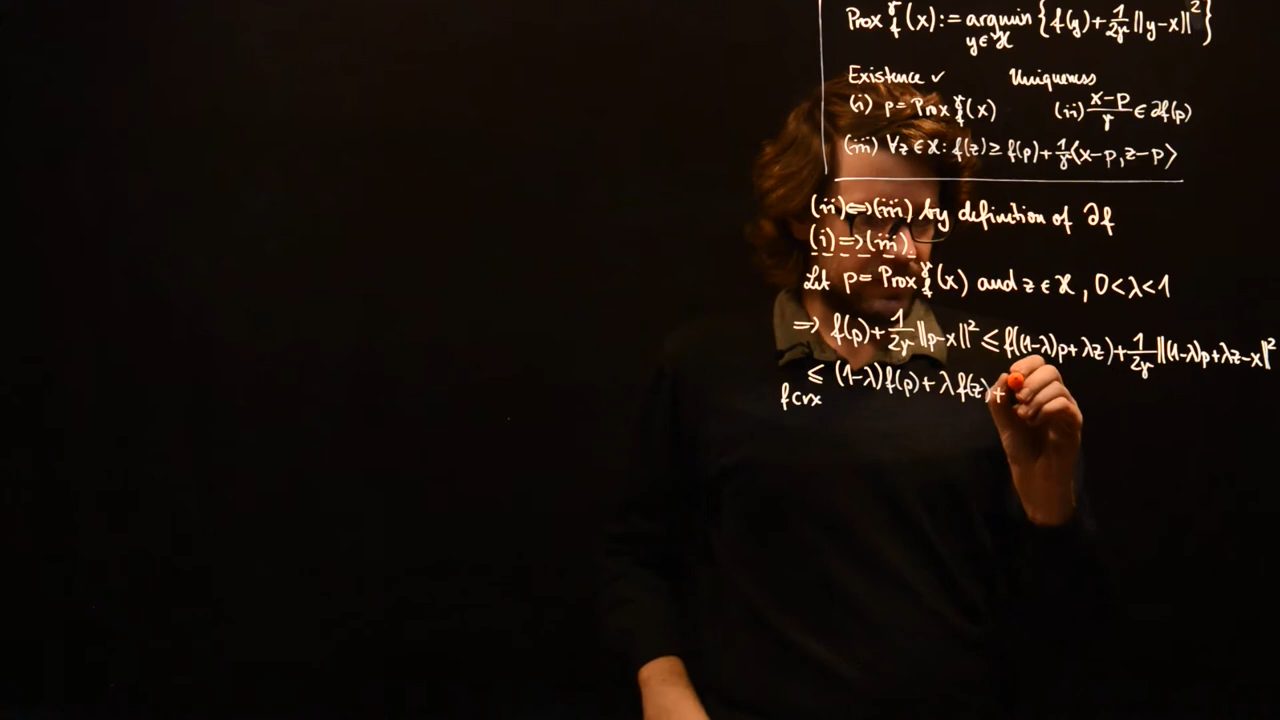 Prox^γ_f(x) := argmin_{y∈𝓗} {f(y) + 1/2γ ||y-x||²}
Existence ✓ Uniqueness
(i) p = Prox^γ_f(x) (ii) x-p/γ ∈ ∂f(p)
(iii) ∀z∈𝓗: f(z) ≥ f(p) + 1/γ⟨x-p, z-p⟩
(ii)⇔(iii) by definition of ∂f
(i)⇒(iii).
Let p = Prox^γ_f(x) and z∈𝓗, 0<λ<1
⇒ f(p) + 1/2γ ||p-x||² ≤ f((1-λ)p+λz) + 1/2γ ||(1-λ)p+λz-x||²
≤ (1-λ)f(p) + λf(z) +
f cvx